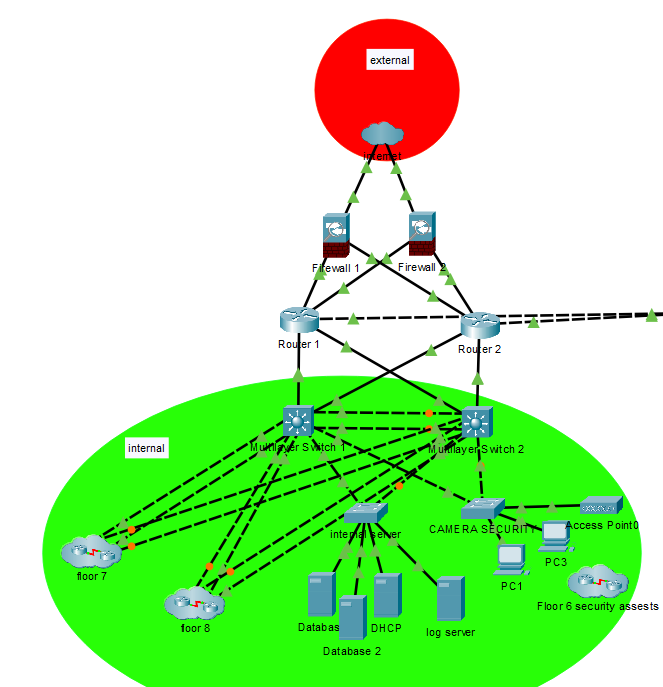 external
Internet
Firewall 1
Firewall 2
Router 1
Router 2
internal
Multilayer Switch 1
Multilayer Switch 2
internal server
CAMERA SECURITY
Access Point0
PC3
PC1
floor 7
floor 8
Floor 6 security assests
Databas
DHCP
log server
Database 2